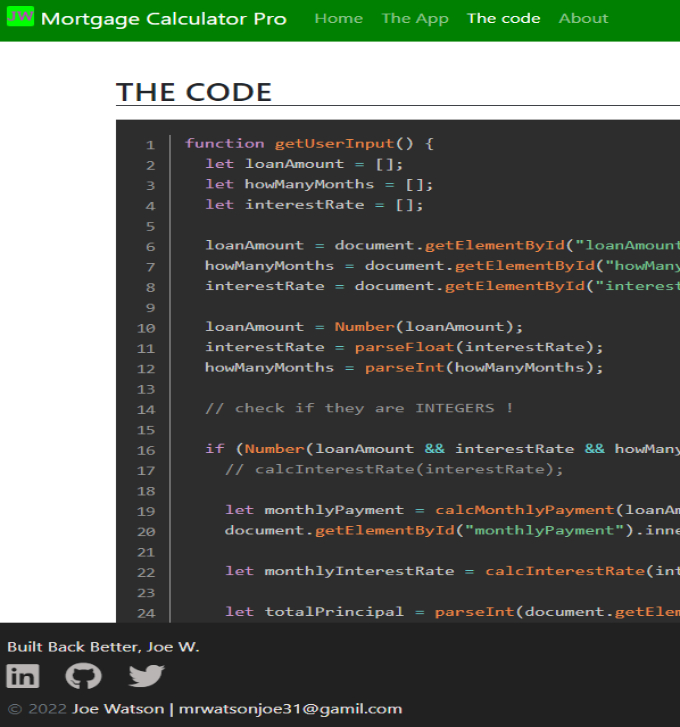 JW Mortgage Calculator Pro Home The App The code About
THE CODE
1 function getUserInput() {
2 let loanAmount = [];
3 let howManyMonths = [];
4 let interestRate = [];
5
6 loanAmount = document.getElementById("loanAmount
7 howManyMonths = document.getElementById("howMany
8 interestRate = document.getElementById("interest
9
10 loanAmount = Number(loanAmount);
11 interestRate = parseFloat(interestRate);
12 howManyMonths = parseInt(howManyMonths);
13
14 // check if they are INTEGERS !
15
16 if (Number(loanAmount && interestRate && howMany
17 // calcInterestRate(interestRate);
18
19 let monthlyPayment = calcMonthlyPayment(loanAm
20 document.getElementById("monthlyPayment").inne
21
22 let monthlyInterestRate = calcInterestRate(int
23
24 let totalPrincipal = parseInt(document.getElem
Built Back Better, Joe W.
in
© 2022 Joe Watson | mrwatsonjoe31@gamil.com